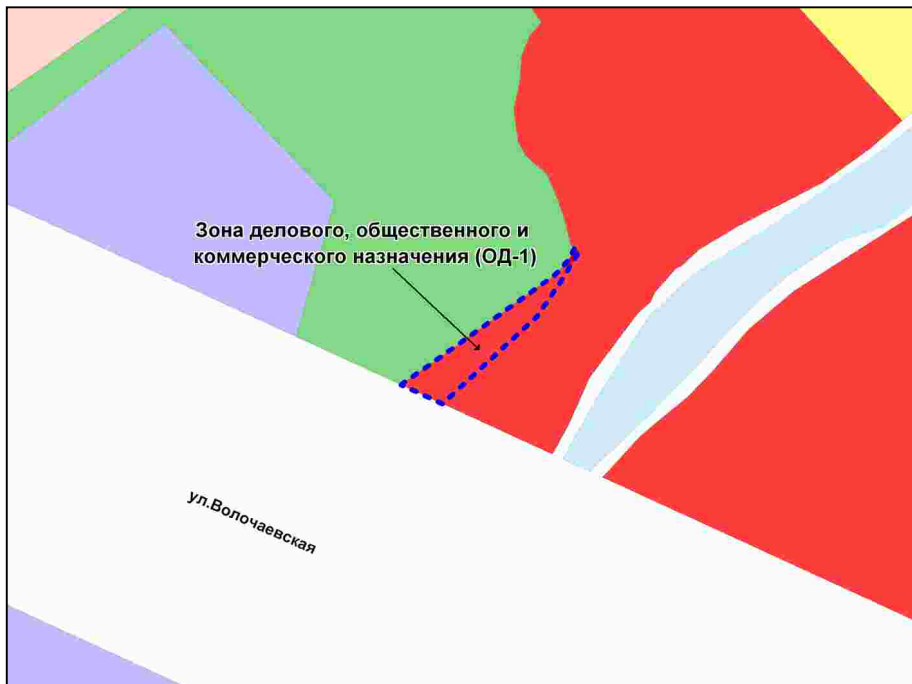 Зона делового, общественного и
коммерческого назначения (ОД-1)
ул.Волочаевская